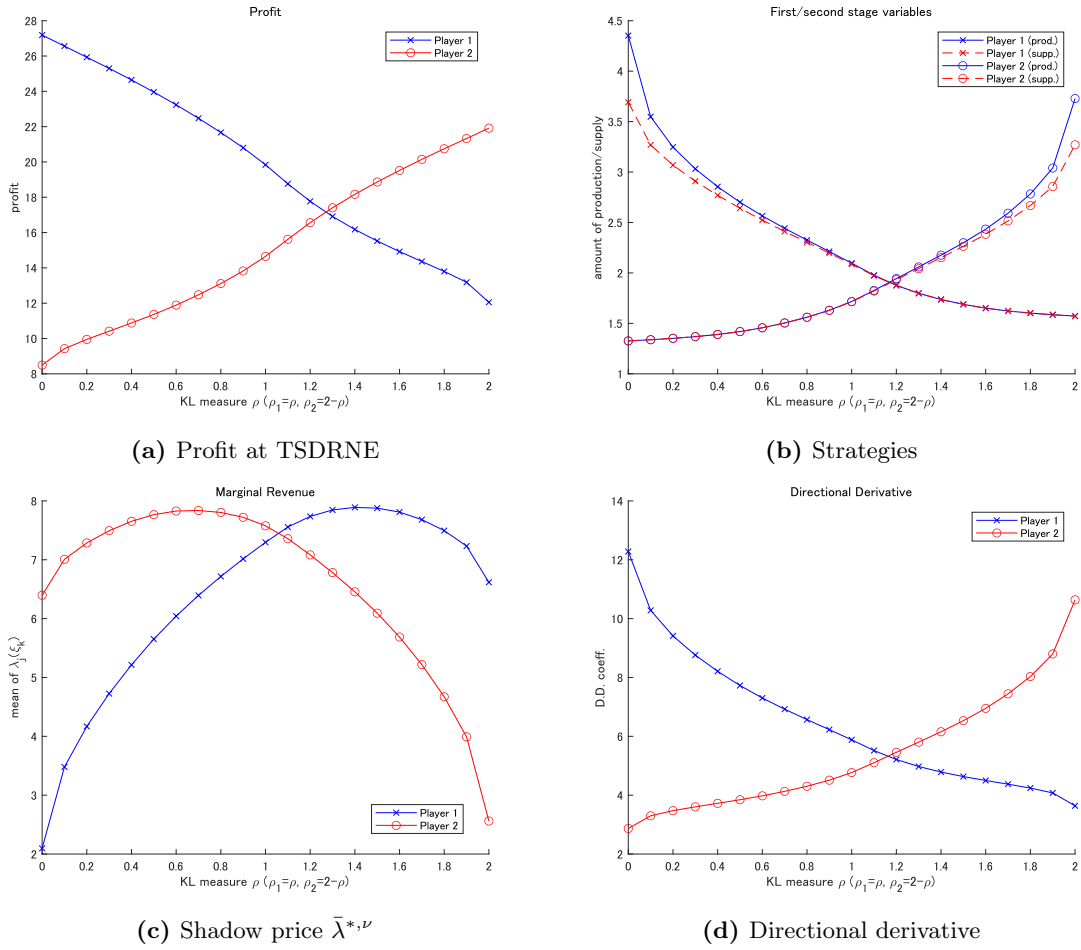 Profit
28
26
24
22
20
18
16
14
12
10
8
profit
Player 1
Player 2
0 0.2 0.4 0.6 0.8 1 1.2 1.4 1.6 1.8 2
KL measure ρ (ρ₁=ρ, ρ₂=2−ρ)
(a) Profit at TSDRNE
First/second stage variables
4.5
4
3.5
3
2.5
2
1.5
1
amount of production/supply
Player 1 (prod.)
Player 1 (supp.)
Player 2 (prod.)
Player 2 (supp.)
0 0.2 0.4 0.6 0.8 1 1.2 1.4 1.6 1.8 2
KL measure ρ (ρ₁=ρ, ρ₂=2−ρ)
(b) Strategies
Marginal Revenue
8
7
6
5
4
3
2
mean of λⱼ(ξₖ)
Player 1
Player 2
0 0.2 0.4 0.6 0.8 1 1.2 1.4 1.6 1.8 2
KL measure ρ (ρ₁=ρ, ρ₂=2−ρ)
(c) Shadow price λ̄*,ν
Directional Derivative
14
12
10
8
6
4
2
D.D. coeff.
Player 1
Player 2
0 0.2 0.4 0.6 0.8 1 1.2 1.4 1.6 1.8 2
KL measure ρ (ρ₁=ρ, ρ₂=2−ρ)
(d) Directional derivative